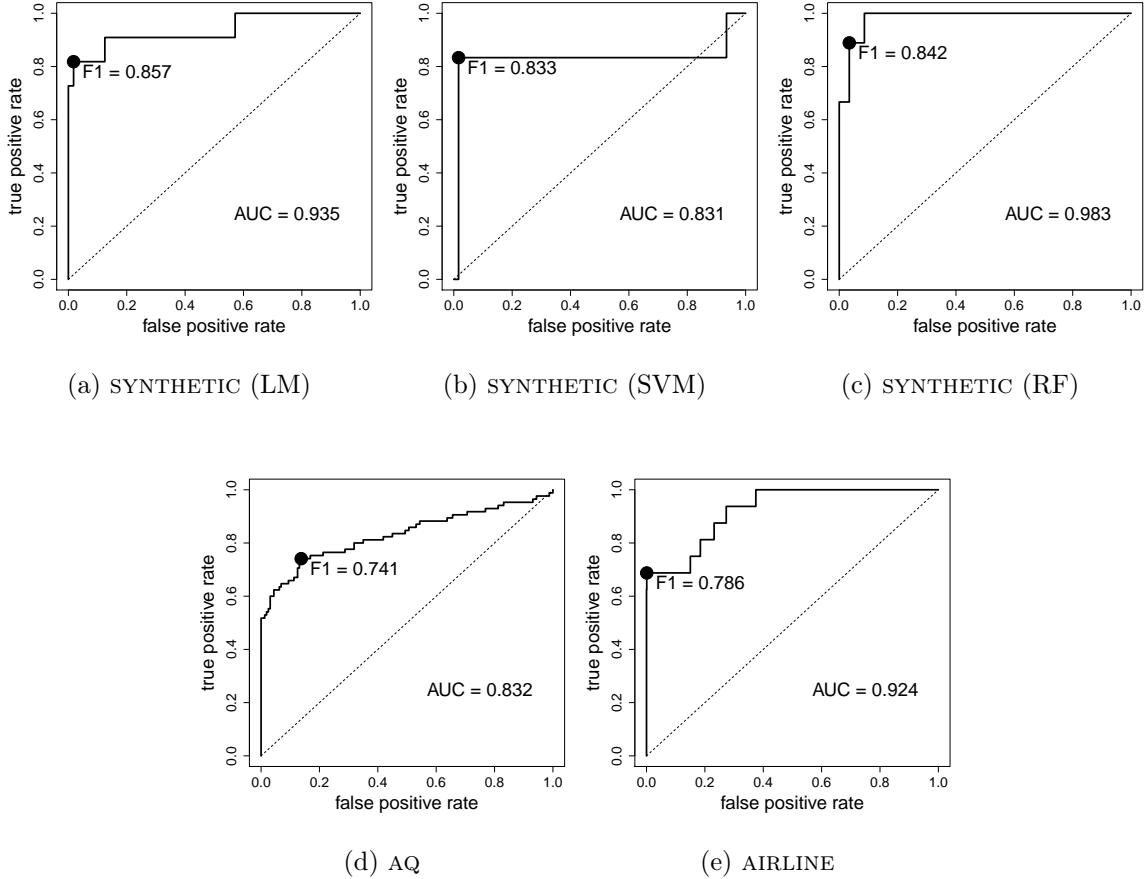 true positive rate
1.0
0.8
0.6
0.4
0.2
0.0
F1 = 0.857
AUC = 0.935
0.0 0.2 0.4 0.6 0.8 1.0
false positive rate
(a) SYNTHETIC (LM)
true positive rate
1.0
0.8
0.6
0.4
0.2
0.0
F1 = 0.833
AUC = 0.831
0.0 0.2 0.4 0.6 0.8 1.0
false positive rate
(b) SYNTHETIC (SVM)
true positive rate
1.0
0.8
0.6
0.4
0.2
0.0
F1 = 0.842
AUC = 0.983
0.0 0.2 0.4 0.6 0.8 1.0
false positive rate
(c) SYNTHETIC (RF)
true positive rate
1.0
0.8
0.6
0.4
0.2
0.0
F1 = 0.741
AUC = 0.832
0.0 0.2 0.4 0.6 0.8 1.0
false positive rate
(d) AQ
true positive rate
1.0
0.8
0.6
0.4
0.2
0.0
F1 = 0.786
AUC = 0.924
0.0 0.2 0.4 0.6 0.8 1.0
false positive rate
(e) AIRLINE